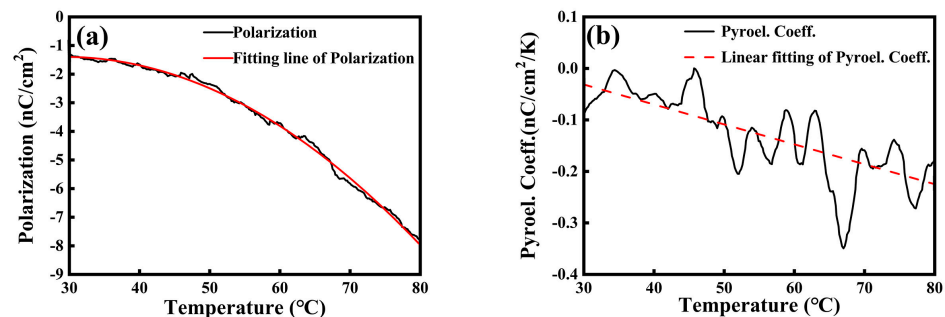 (a)
Polarization
Fitting line of Polarization
Polarization (nC/cm²)
-0
-1
-2
-3
-4
-5
-6
-7
-8
-9
30 40 50 60 70 80
Temperature (℃)
(b)
Pyroel. Coeff.
Linear fitting of Pyroel. Coeff.
Pyroel. Coeff.(nC/cm²/K)
0.1
0.0
-0.1
-0.2
-0.3
-0.4
30 40 50 60 70 80
Temperature (℃)